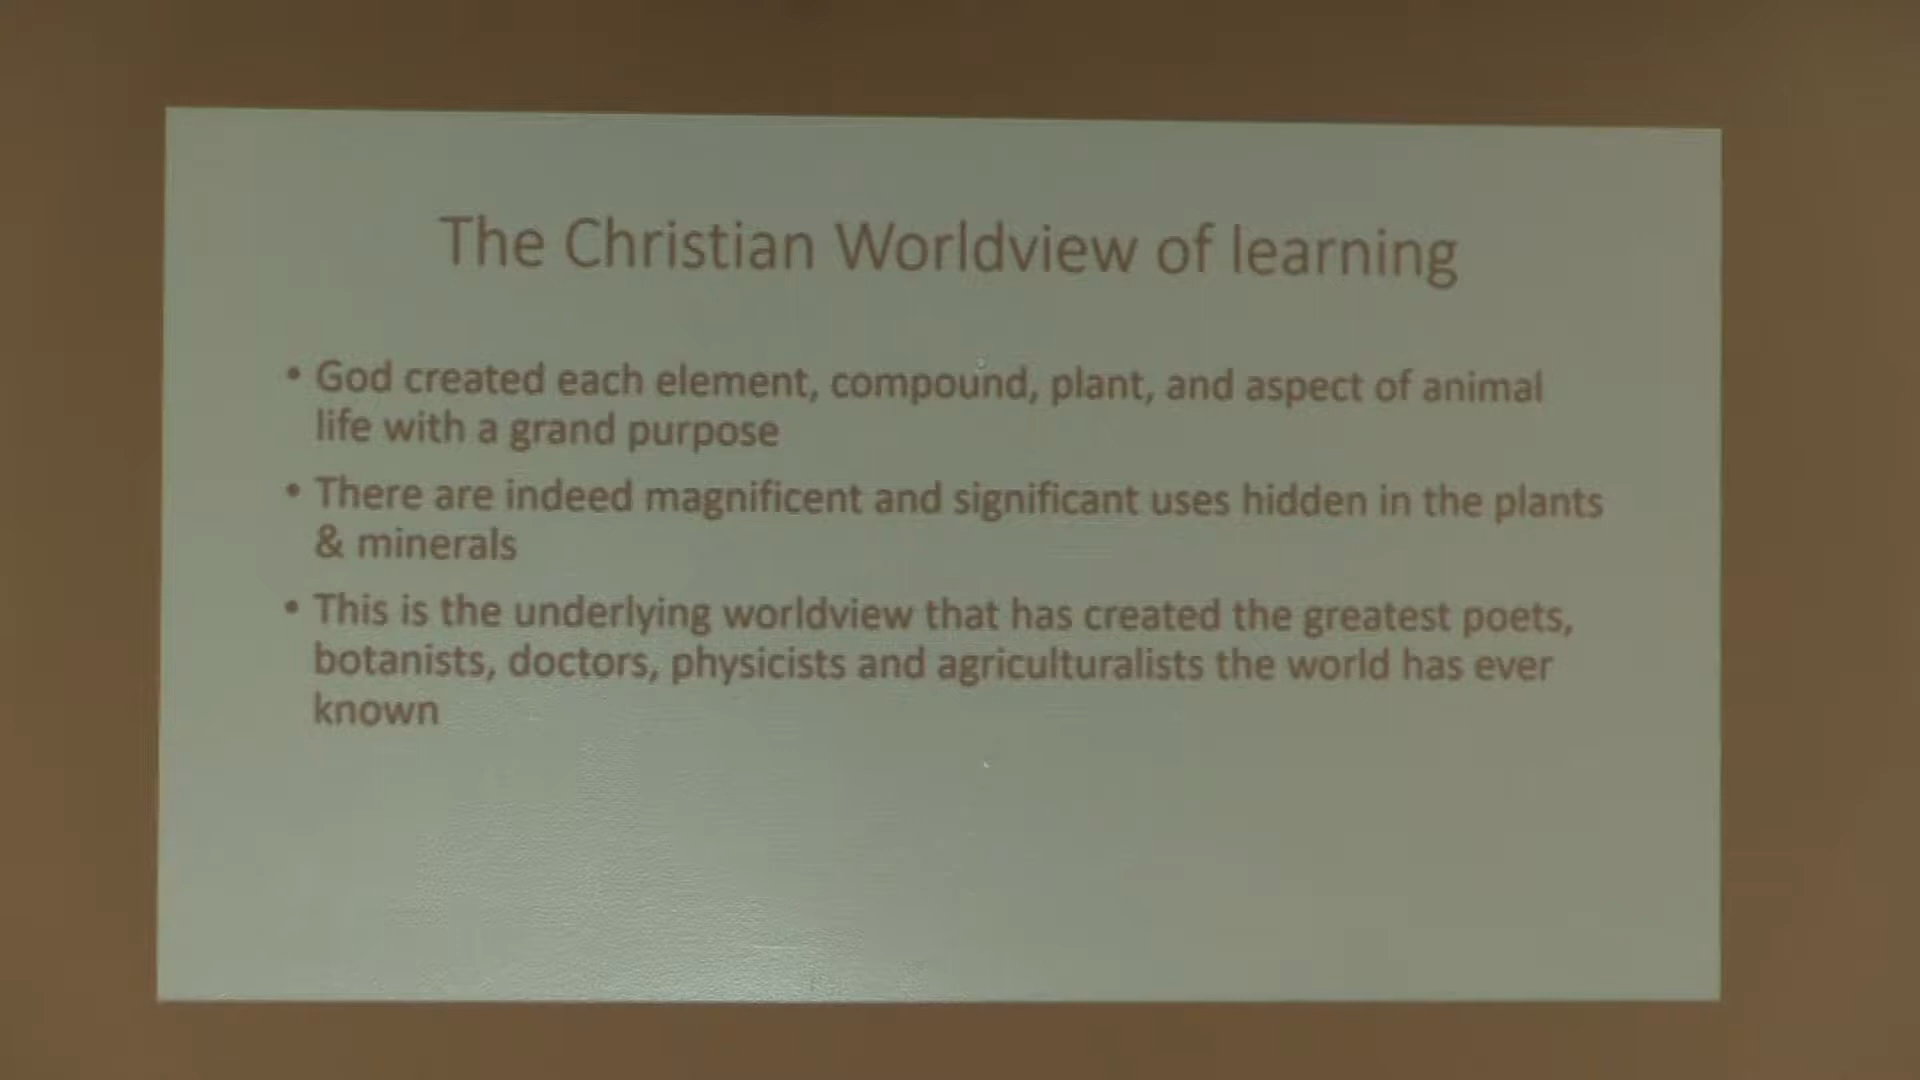 The Christian Worldview of learning
• God created each element, compound, plant, and aspect of animal
life with a grand purpose
• There are indeed magnificent and significant uses hidden in the plants
& minerals
• This is the underlying worldview that has created the greatest poets,
botanists, doctors, physicists and agriculturalists the world has ever
known